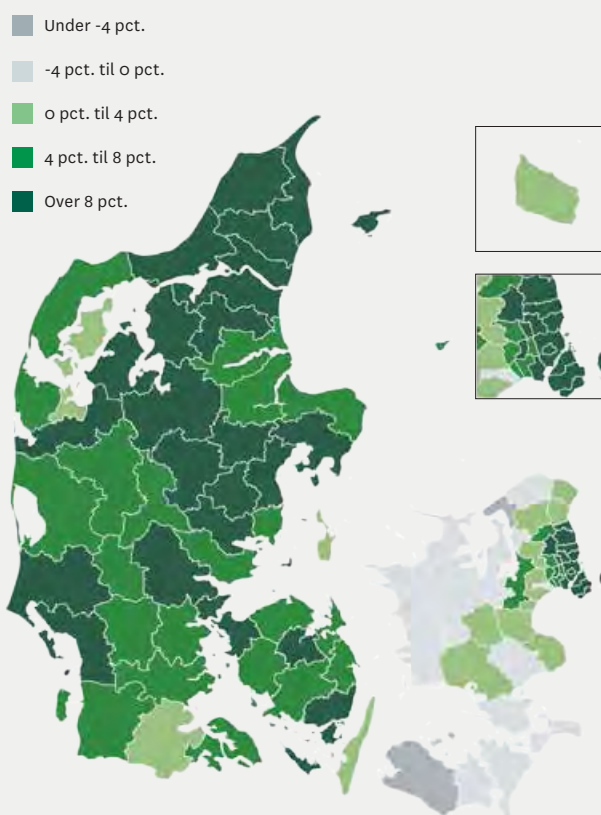 Under -4 pct.
-4 pct. til 0 pct.
0 pct. til 4 pct.
4 pct. til 8 pct.
Over 8 pct.